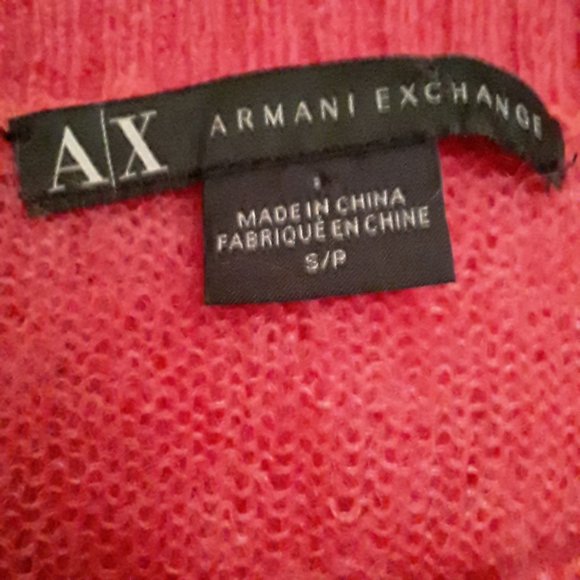 A|X ARMANI EXCHANGE
MADE IN CHINA
FABRIQUÉ EN CHINE
S/P